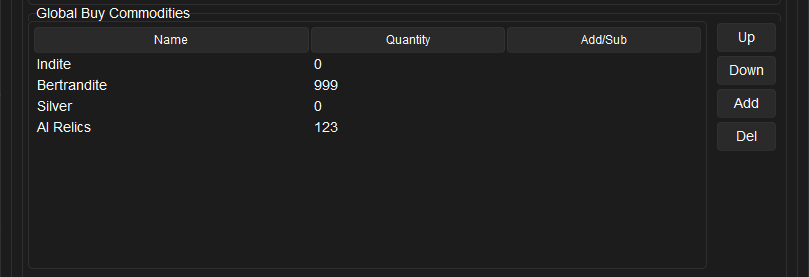 Global Buy Commodities
Name Quantity Add/Sub
Indite 0
Bertrandite 999
Silver 0
AI Relics 123
Up
Down
Add
Del